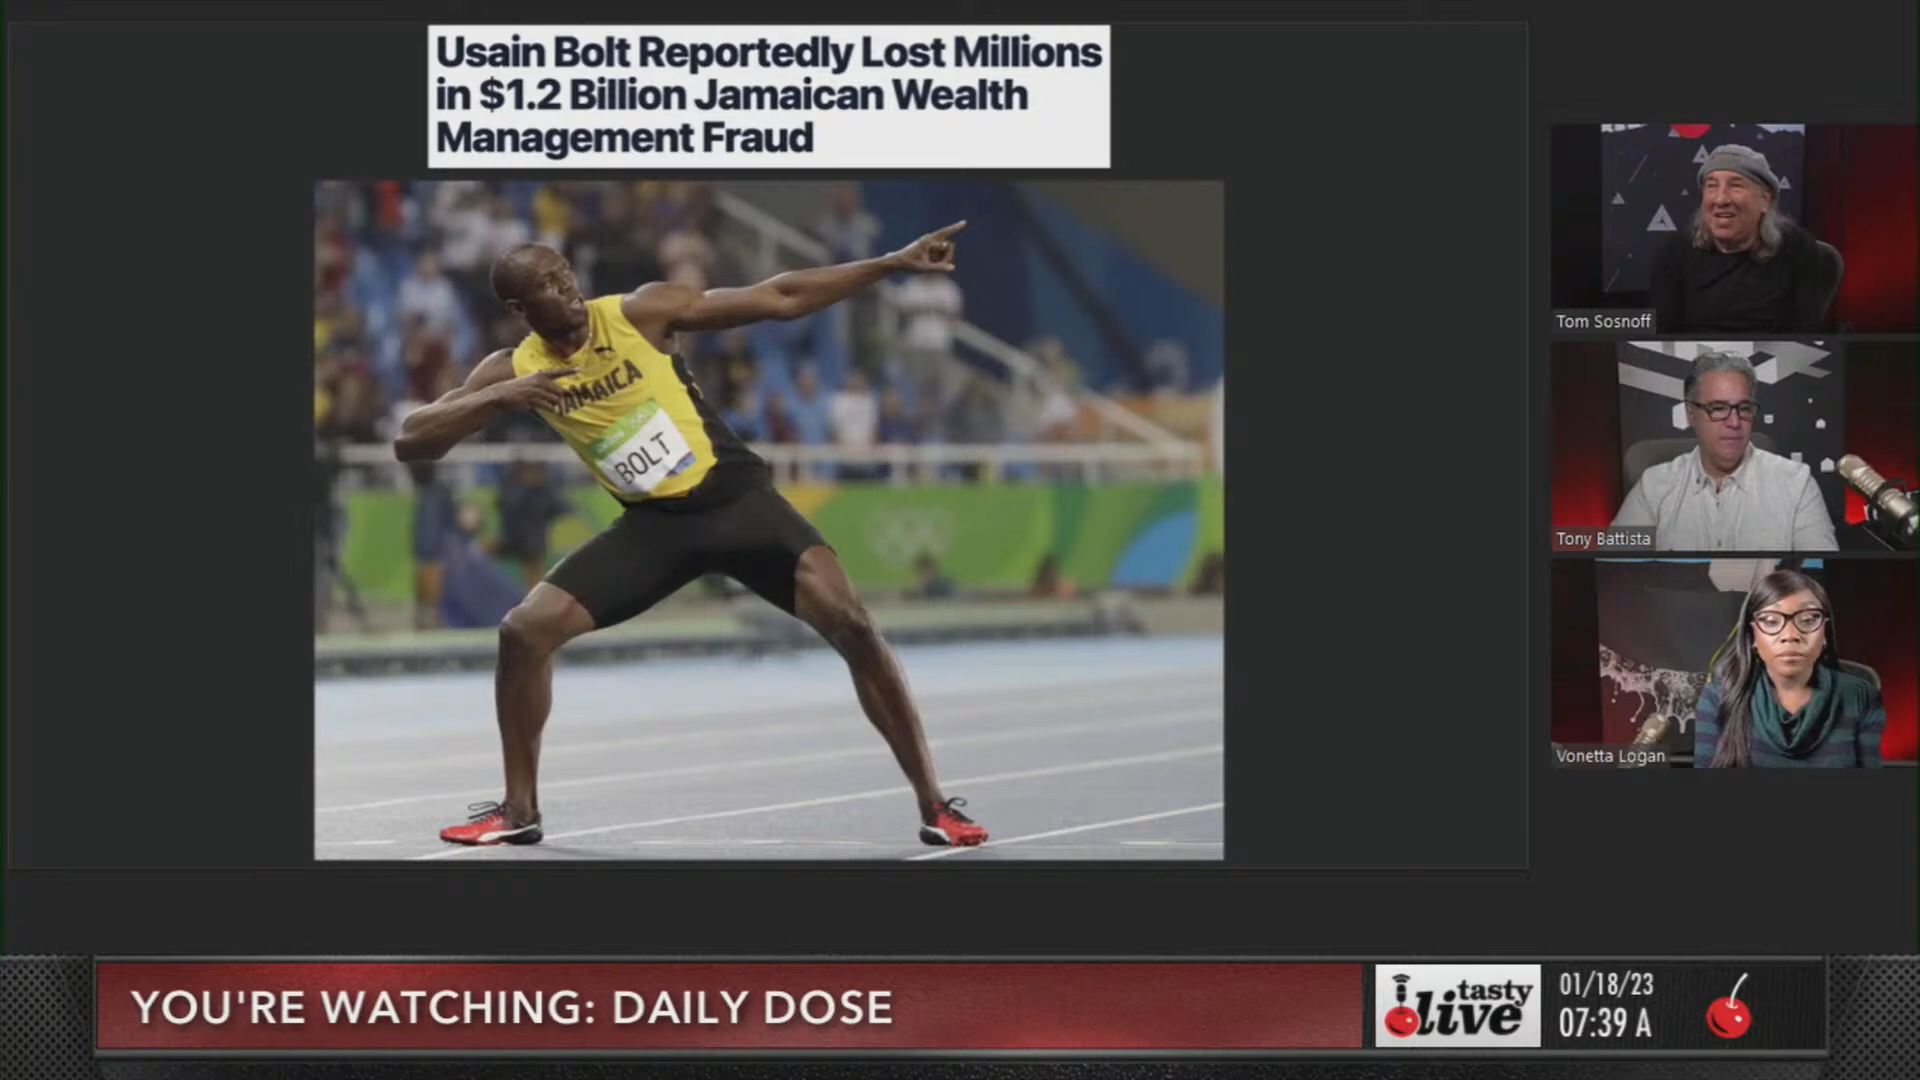 Usain Bolt Reportedly Lost Millions
in $1.2 Billion Jamaican Wealth
Management Fraud
JAMAICA
BOLT
Tom Sosnoff
Tony Battista
Vonetta Logan
YOU'RE WATCHING: DAILY DOSE
tasty
live
01/18/23
07:39 A